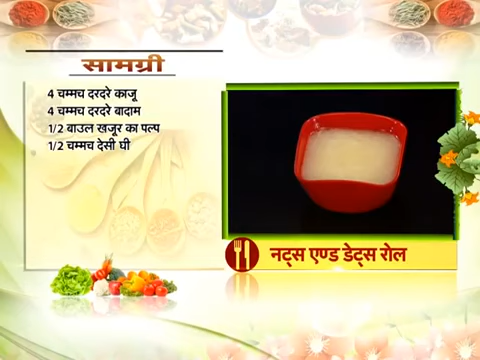 सामग्री
4 चम्मच दरदरे काजू
4 चम्मच दरदरे बादाम
1/2 बाउल खजूर का पल्प
1/2 चम्मच देसी घी
नट्स एण्ड डेट्स रोल